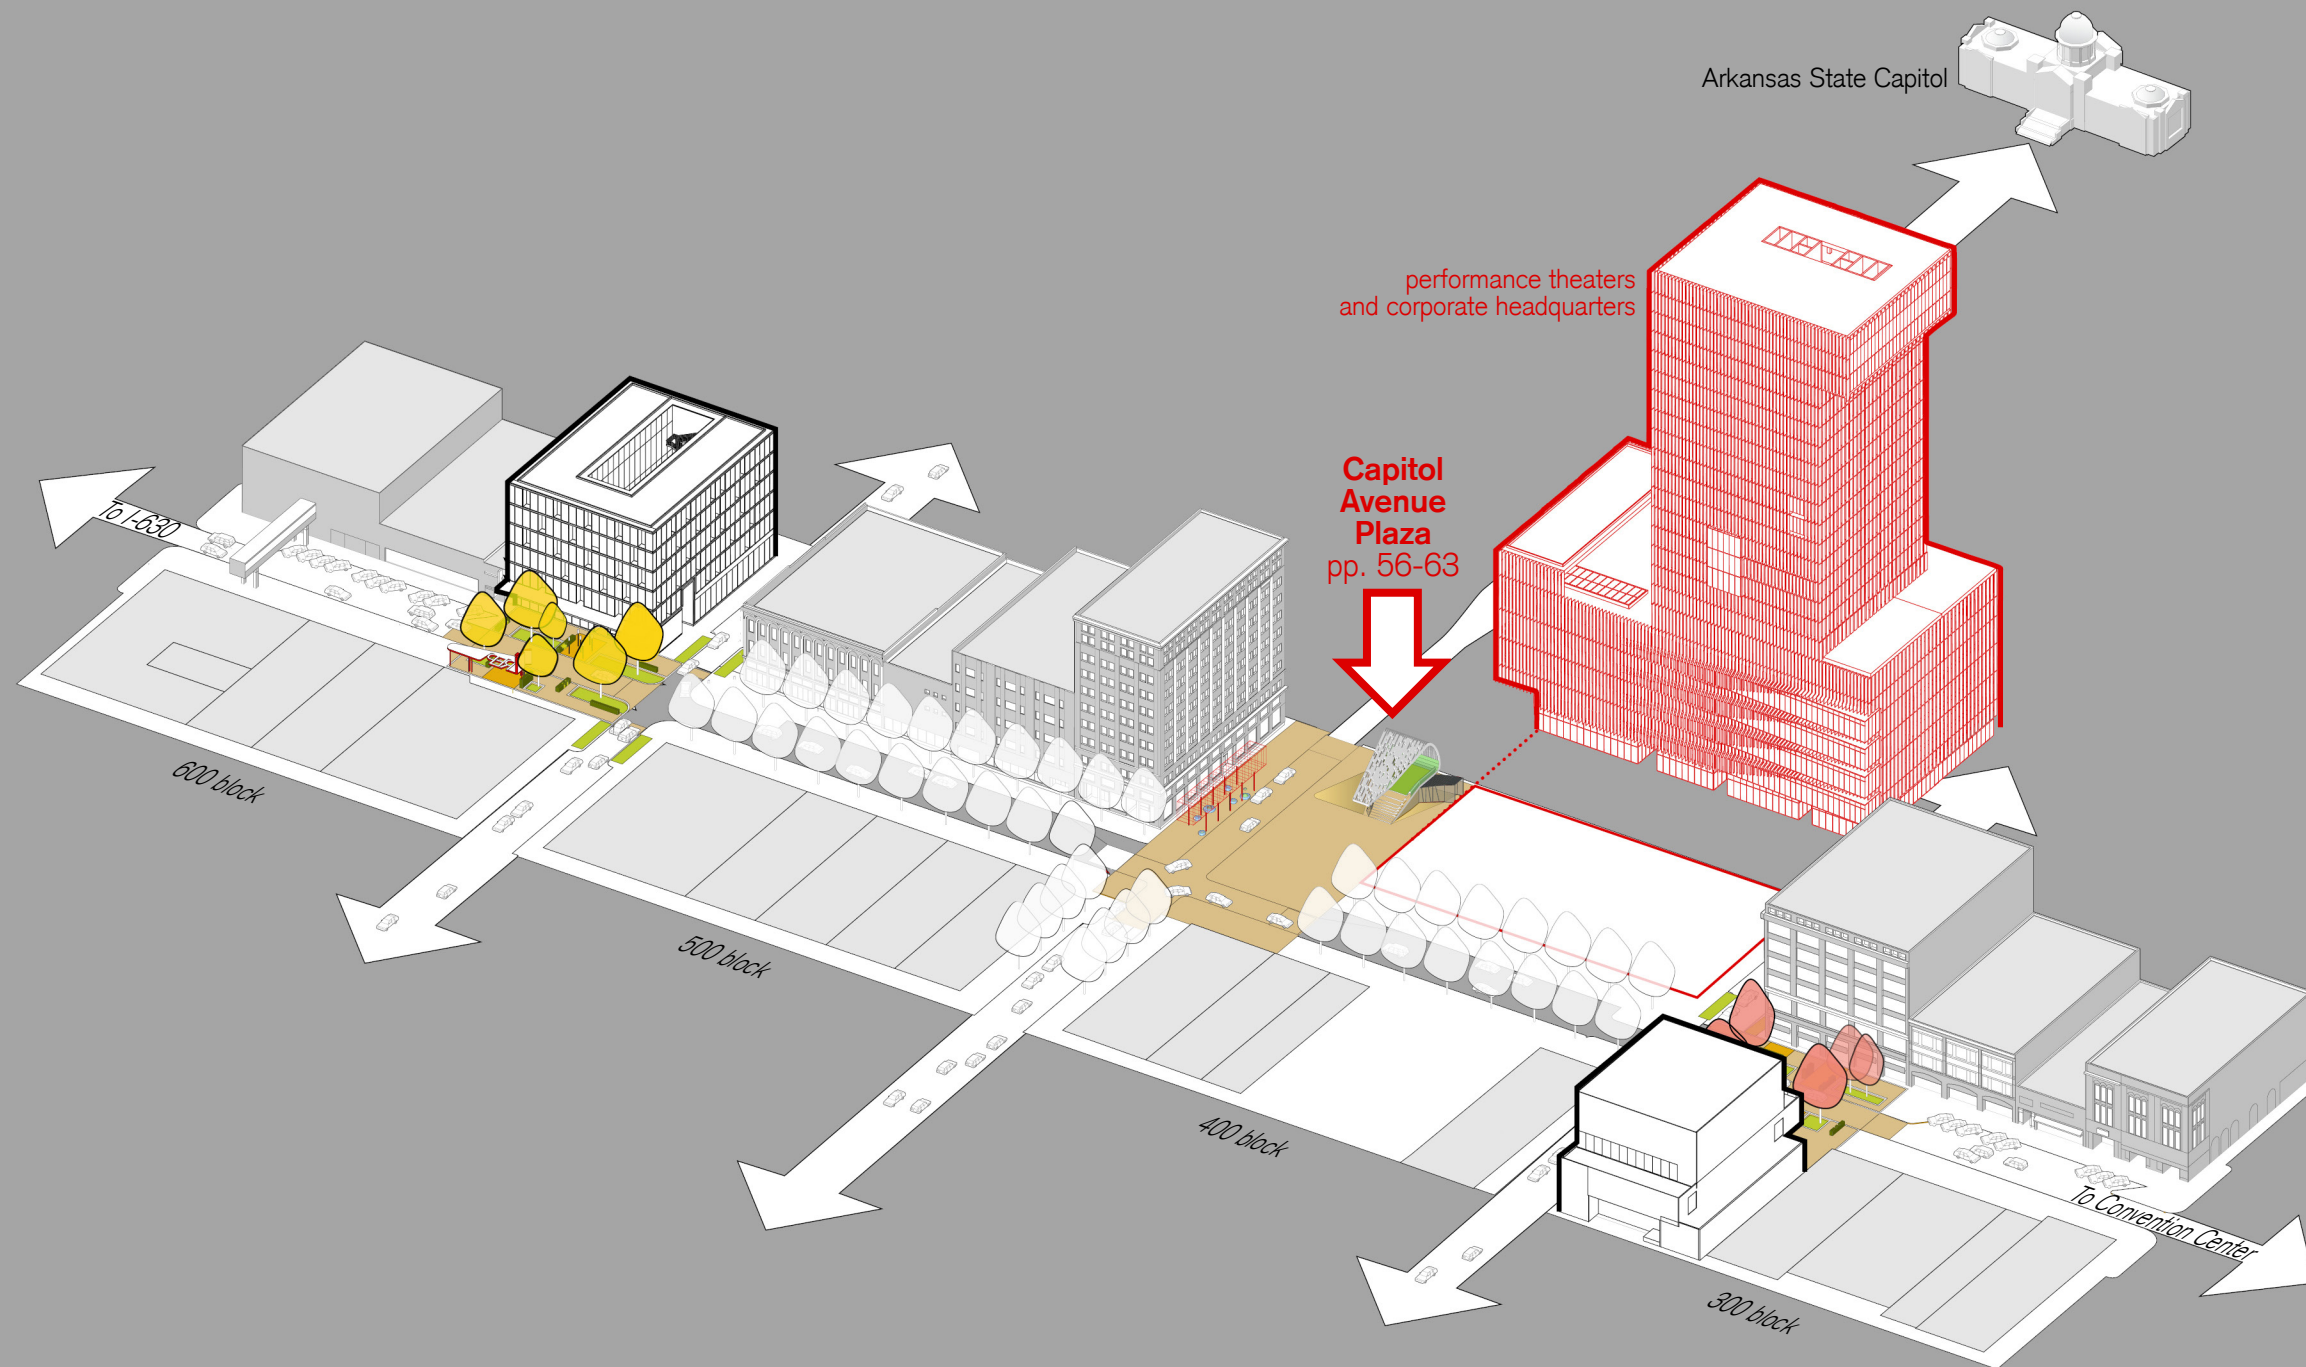 Arkansas State Capitol
performance theaters
and corporate headquarters
Capitol
Avenue
Plaza
pp. 56-63
To I-630
600 block
500 block
400 block
300 block
To Convention Center